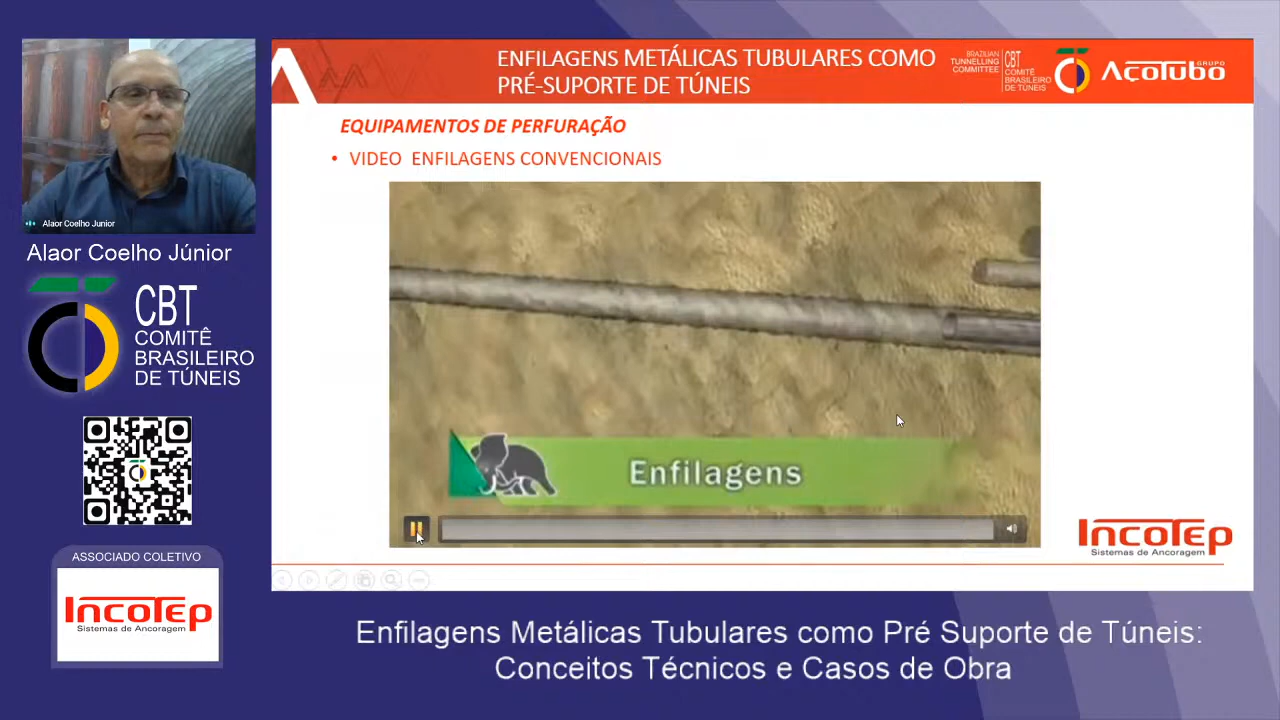 Alaor Coelho Junior
Alaor Coelho Júnior
CBT
COMITÊ
BRASILEIRO
DE TÚNEIS
ASSOCIADO COLETIVO
INCOTEP
Sistemas de Ancoragem
ENFILAGENS METÁLICAS TUBULARES COMO
PRÉ-SUPORTE DE TÚNEIS
BRAZILIAN
TUNNELLING
COMMITTEE
CBT
COMITÊ
BRASILEIRO
DE TÚNEIS
GRUPO
AÇOTUBO
EQUIPAMENTOS DE PERFURAÇÃO
• VIDEO ENFILAGENS CONVENCIONAIS
Enfilagens
INCOTEP
Sistemas de Ancoragem
Enfilagens Metálicas Tubulares como Pré Suporte de Túneis:
Conceitos Técnicos e Casos de Obra